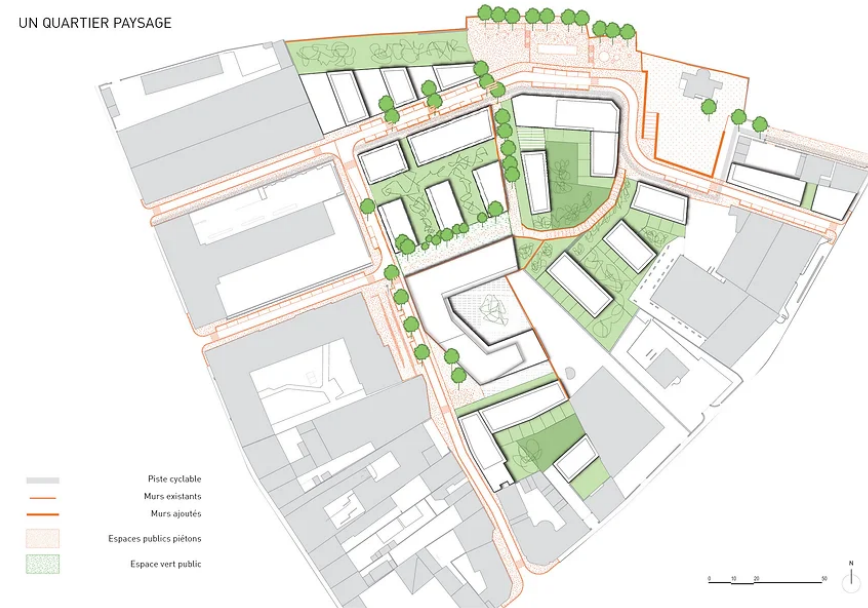 UN QUARTIER PAYSAGE
Piste cyclable
Murs existants
Murs ajoutés
Espaces publics piétons
Espace vert public
N
0 10 20 50